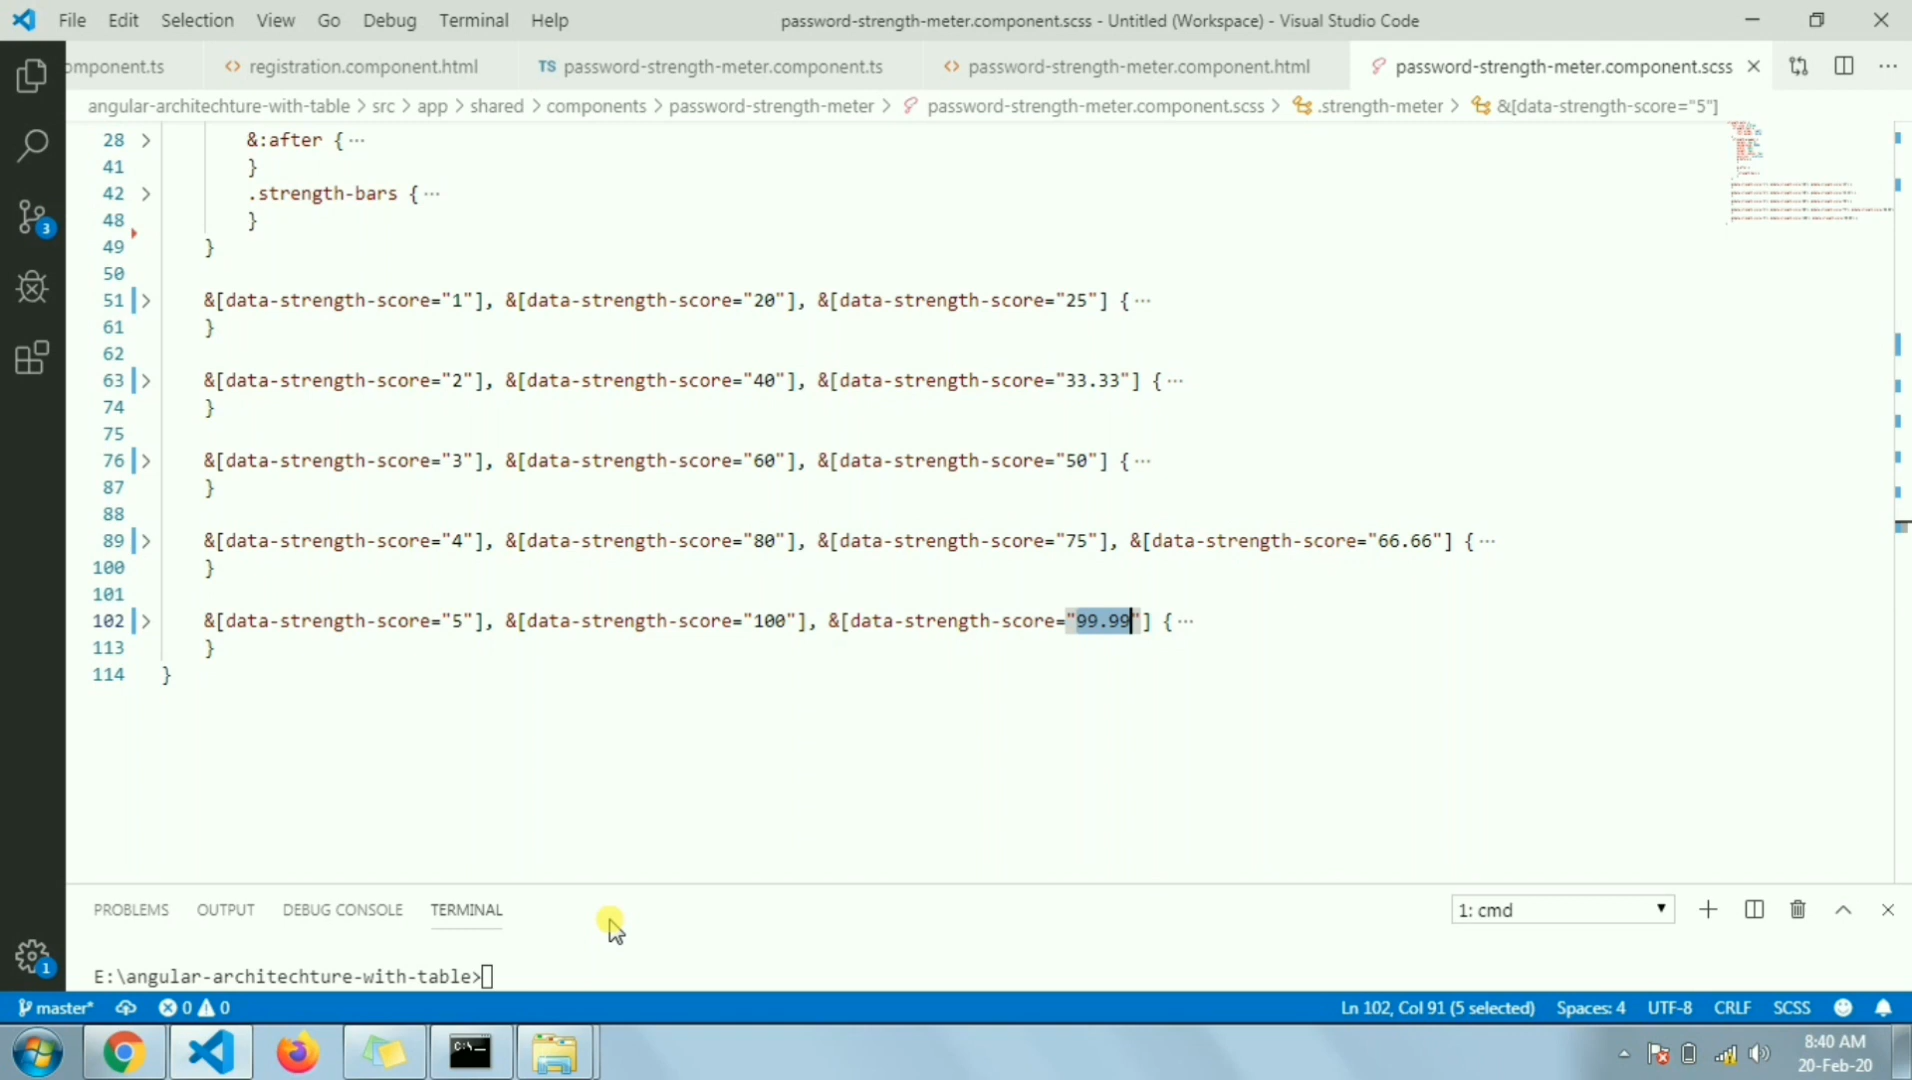 File Edit Selection View Go Debug Terminal Help
password-strength-meter.component.scss - Untitled (Workspace) - Visual Studio Code
omponent.ts
registration.component.html
TS password-strength-meter.component.ts
password-strength-meter.component.html
password-strength-meter.component.scss
angular-architechture-with-table > src > app > shared > components > password-strength-meter > password-strength-meter.component.scss > .strength-meter > &[data-strength-score="5"]
28 &:after { ···
41 }
42 .strength-bars { ···
48 }
49 }
50
51 &[data-strength-score="1"], &[data-strength-score="20"], &[data-strength-score="25"] { ···
61 }
62
63 &[data-strength-score="2"], &[data-strength-score="40"], &[data-strength-score="33.33"] { ···
74 }
75
76 &[data-strength-score="3"], &[data-strength-score="60"], &[data-strength-score="50"] { ···
87 }
88
89 &[data-strength-score="4"], &[data-strength-score="80"], &[data-strength-score="75"], &[data-strength-score="66.66"] { ···
100 }
101
102 &[data-strength-score="5"], &[data-strength-score="100"], &[data-strength-score="99.99"] { ···
113 }
114 }
3
1
PROBLEMS OUTPUT DEBUG CONSOLE TERMINAL
1: cmd
E:\angular-architechture-with-table>
master* 0 0
Ln 102, Col 91 (5 selected) Spaces: 4 UTF-8 CRLF SCSS
8:40 AM
20-Feb-20